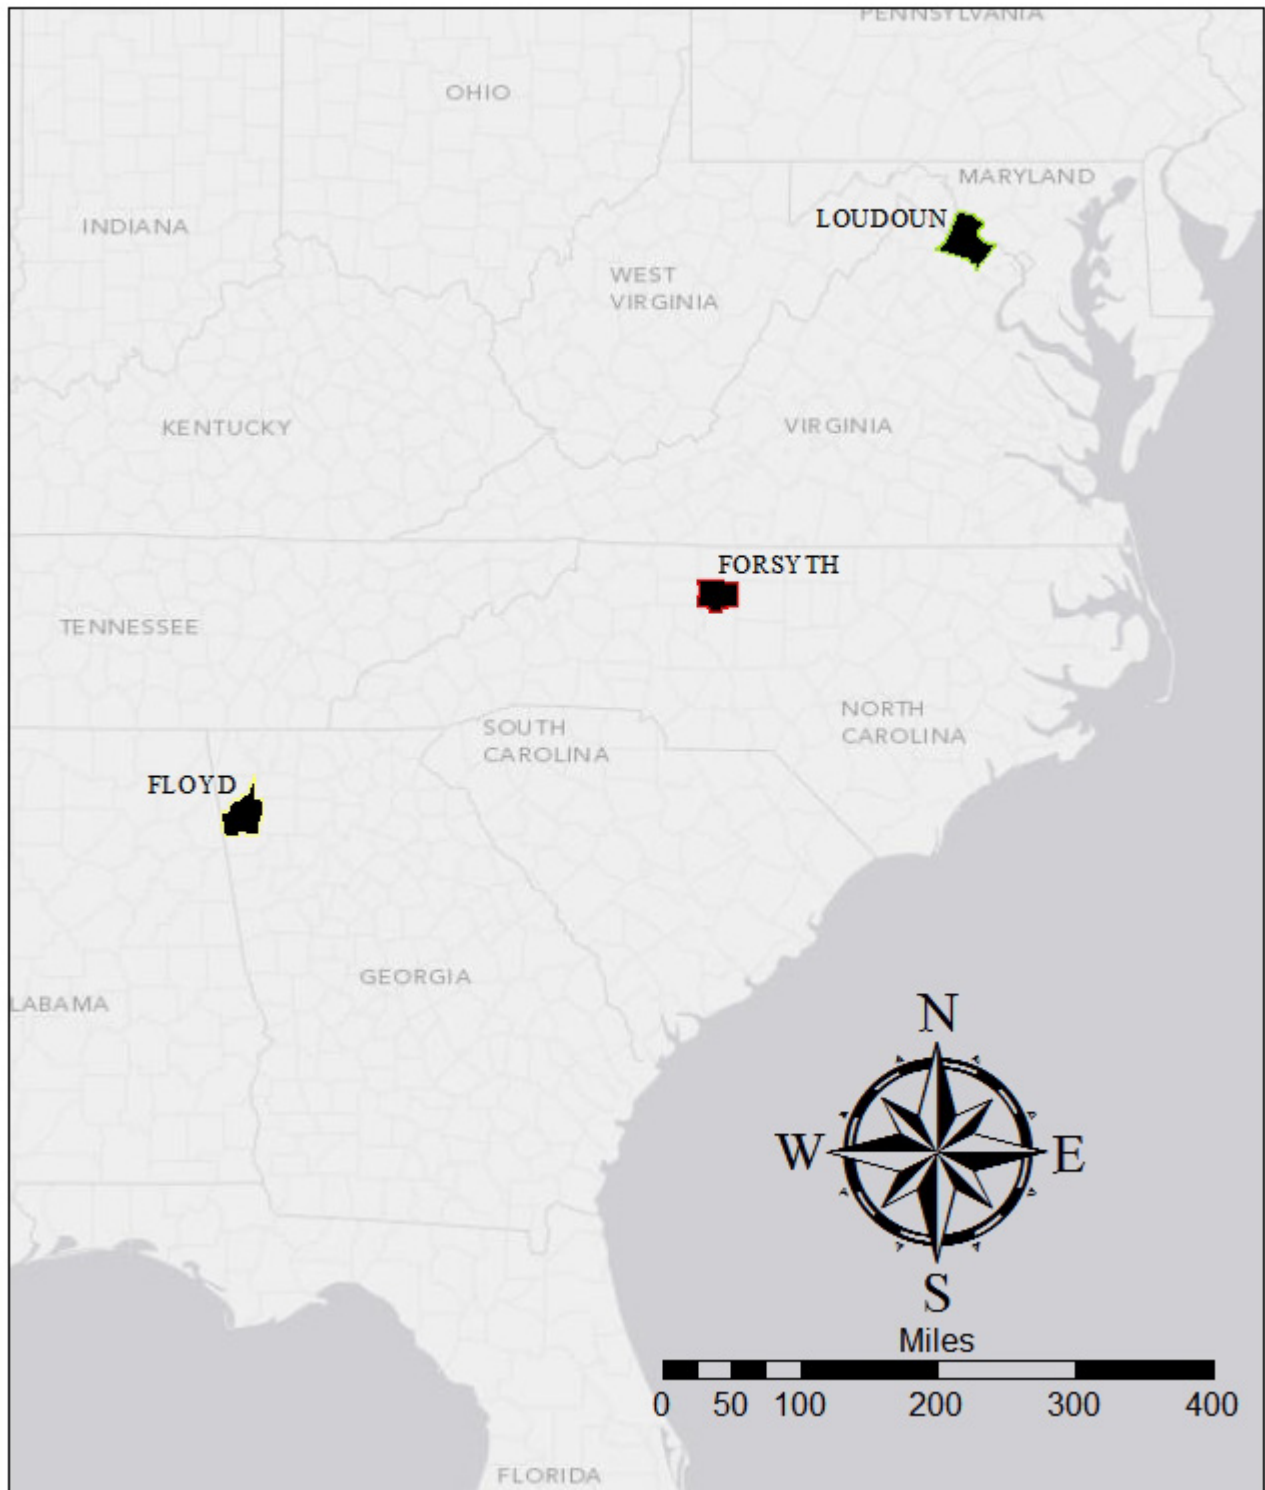 PENNSYLVANIA
OHIO
MARYLAND
LOUDOUN
INDIANA
WEST
VIRGINIA
KENTUCKY
VIRGINIA
FORSYTH
TENNESSEE
NORTH
CAROLINA
SOUTH
CAROLINA
FLOYD
GEORGIA
LABAMA
N
W
E
S
Miles
0 50 100 200 300 400
FLORIDA